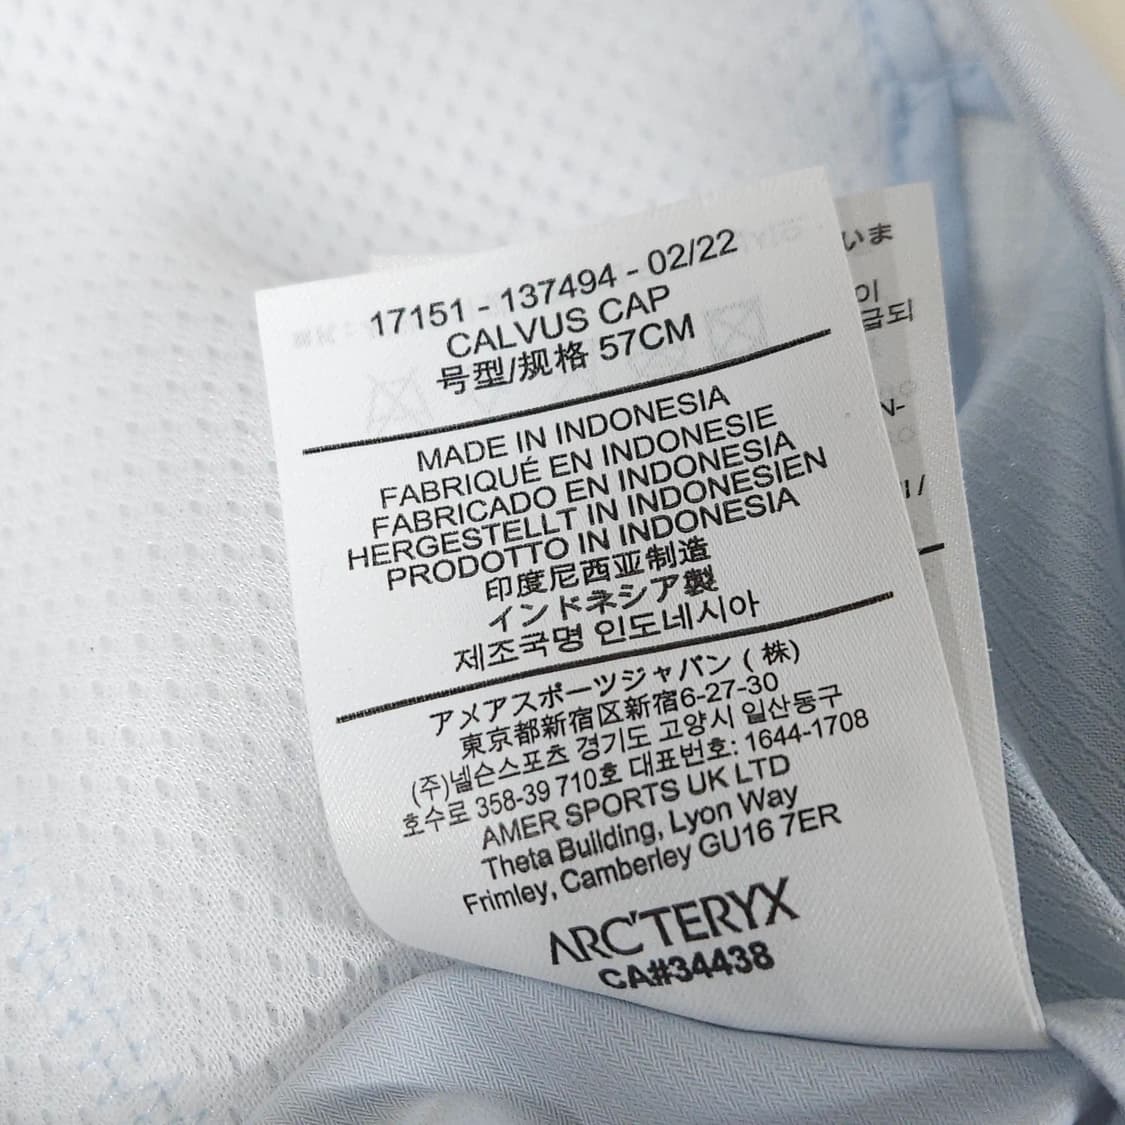 17151 - 137494 - 02/22
CALVUS CAP
号型/规格 57CM
MADE IN INDONESIA
FABRIQUÉ EN INDONESIE
FABRICADO EN INDONESIA
HERGESTELLT IN INDONESIEN
PRODOTTO IN INDONESIA
印度尼西亚制造
インドネシア製
제조국명 인도네시아
アメアスポーツジャパン ( 株)
東京都新宿区新宿6-27-30
(주)넬슨스포츠 경기도 고양시 일산동구
호수로 358-39 710호 대표번호: 1644-1708
AMER SPORTS UK LTD
Theta Building, Lyon Way
Frimley, Camberley GU16 7ER
ARC'TERYX
CA#34438
いま
이
급되
N-